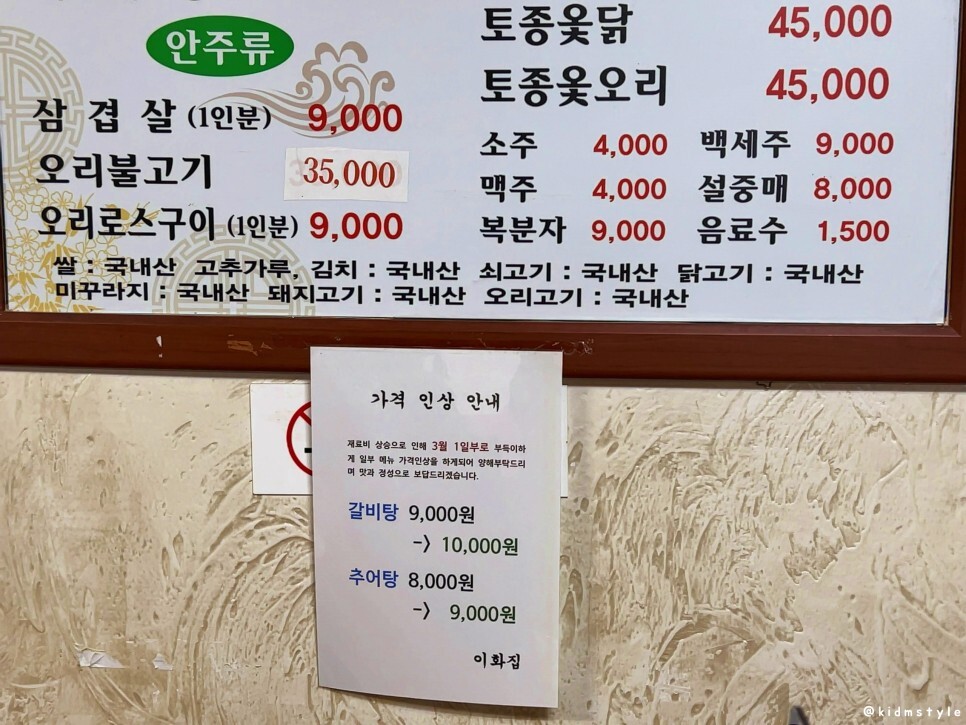 안주류
삼겹살 (1인분) 9,000
오리불고기 35,000
오리로스구이 (1인분) 9,000
토종옻닭 45,000
토종옻오리 45,000
소주 4,000 백세주 9,000
맥주 4,000 설중매 8,000
복분자 9,000 음료수 1,500
쌀 : 국내산 고추가루, 김치 : 국내산 쇠고기 : 국내산 닭고기 : 국내산
미꾸라지 : 국내산 돼지고기 : 국내산 오리고기 : 국내산
가격 인상 안내
재료비 상승으로 인해 3월 1일부로 부득이하
게 일부 메뉴 가격인상을 하게되어 양해부탁드리
며 맛과 정성으로 보답드리겠습니다.
갈비탕 9,000원
-> 10,000원
추어탕 8,000원
-> 9,000원
이화집
@kidmstyle